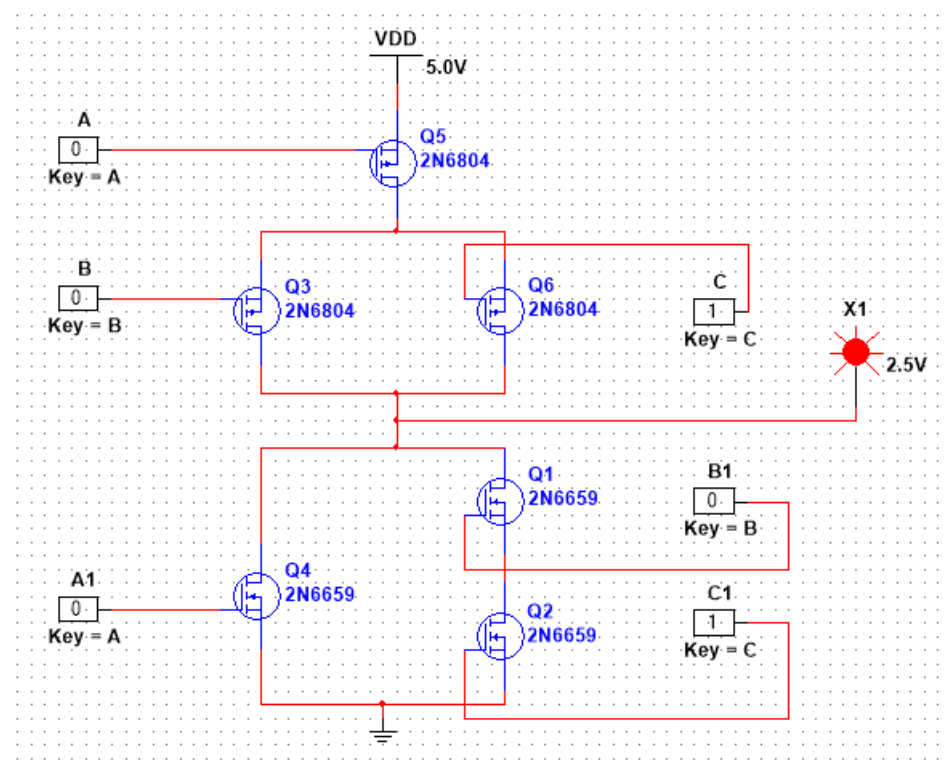 VDD
5.0V
A
0
Key = A
Q5
2N6804
B
0
Key = B
Q3
2N6804
Q6
2N6804
C
1
Key = C
X1
2.5V
Q1
2N6659
B1
0
Key = B
A1
0
Key = A
Q4
2N6659
Q2
2N6659
C1
1
Key = C